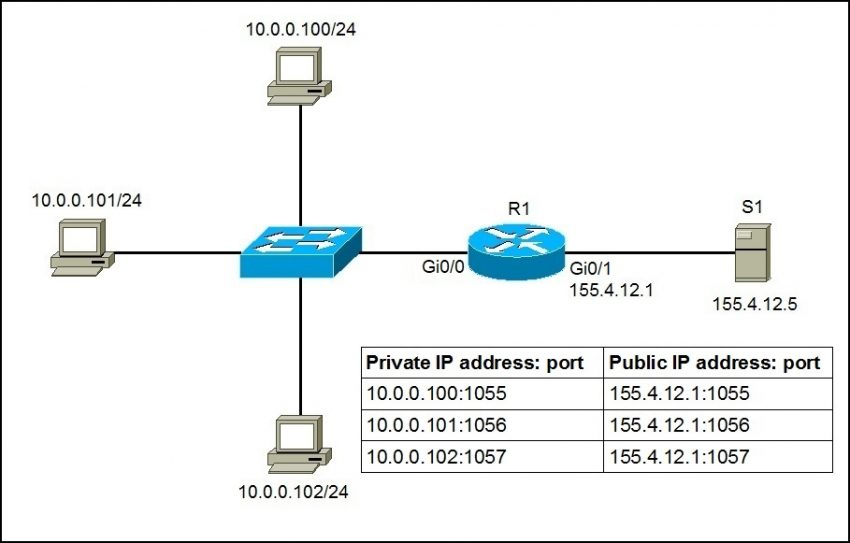 10.0.0.100/24
10.0.0.101/24
R1
S1
Gi0/0
Gi0/1
155.4.12.1
155.4.12.5
Private IP address: port Public IP address: port
10.0.0.100:1055 155.4.12.1:1055
10.0.0.101:1056 155.4.12.1:1056
10.0.0.102:1057 155.4.12.1:1057
10.0.0.102/24